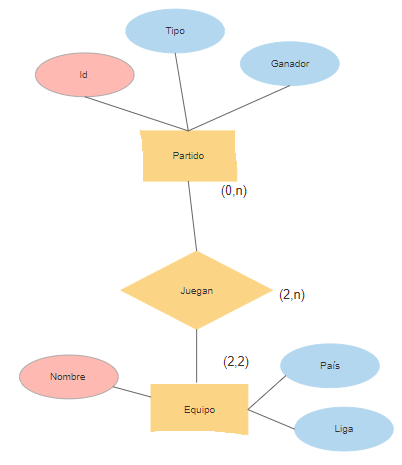 Tipo
Ganador
Id
Partido
(0,n)
Juegan
(2,n)
(2,2)
País
Nombre
Equipo
Liga